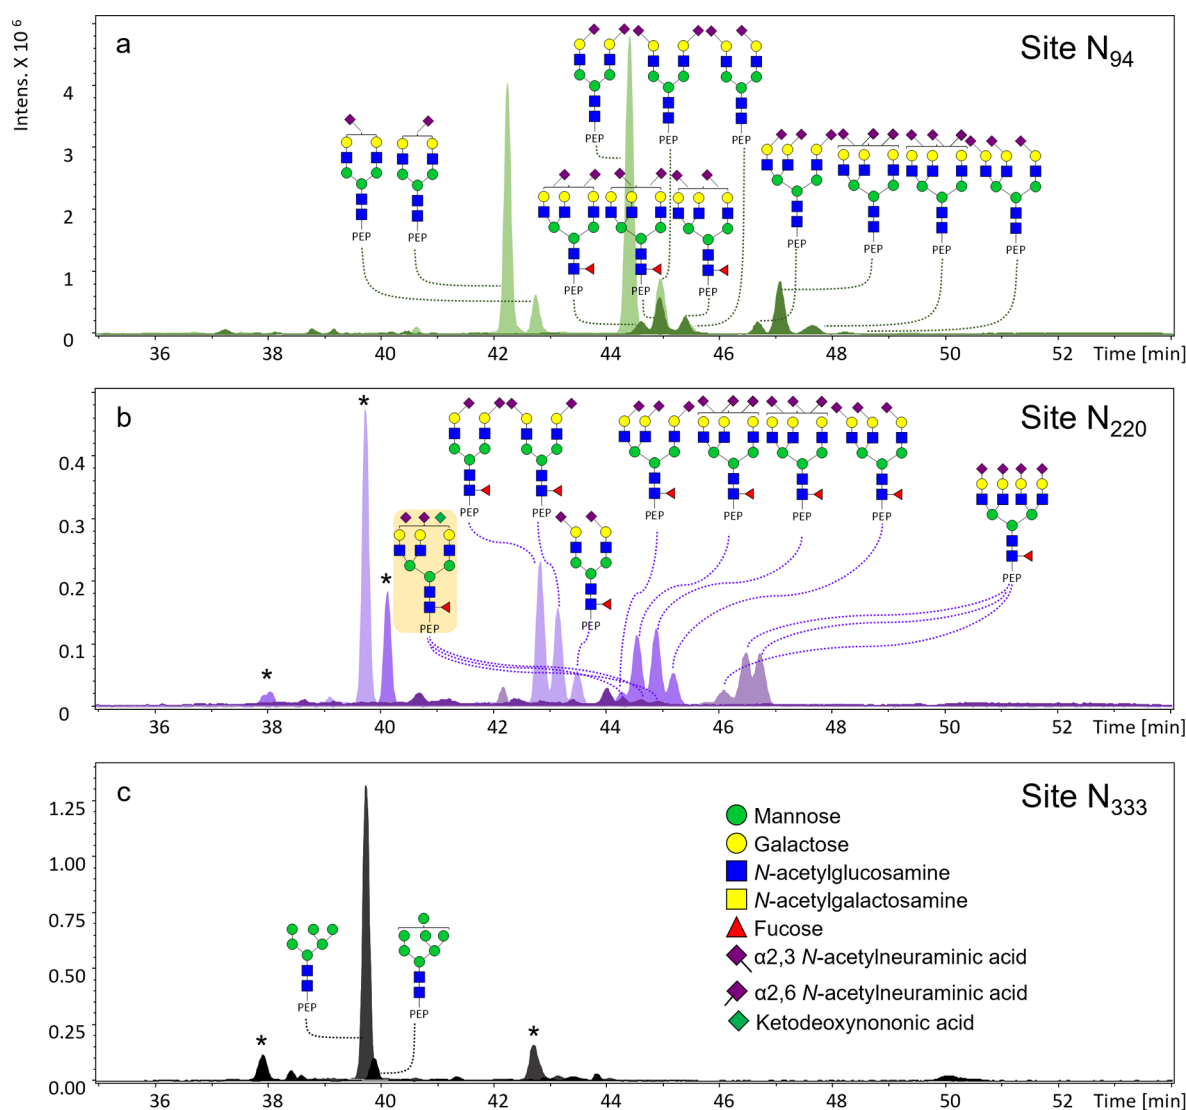 Intens. X 10 6
a
Site N94
4
3
2
1
0
PEP PEP
PEP PEP PEP
PEP PEP PEP
PEP PEP PEP PEP
36 38 40 42 44 46 48 50 52 Time [min]
b
Site N220
0.4
0.3
0.2
0.1
0
* * *
PEP PEP PEP PEP PEP PEP
PEP PEP PEP
36 38 40 42 44 46 48 50 52 Time [min]
c
Site N333
1.25
1.00
0.75
0.50
0.25
0.00
Mannose
Galactose
N-acetylglucosamine
N-acetylgalactosamine
Fucose
α2,3 N-acetylneuraminic acid
α2,6 N-acetylneuraminic acid
Ketodeoxynononic acid
PEP PEP
* *
36 38 40 42 44 46 48 50 52 Time [min]